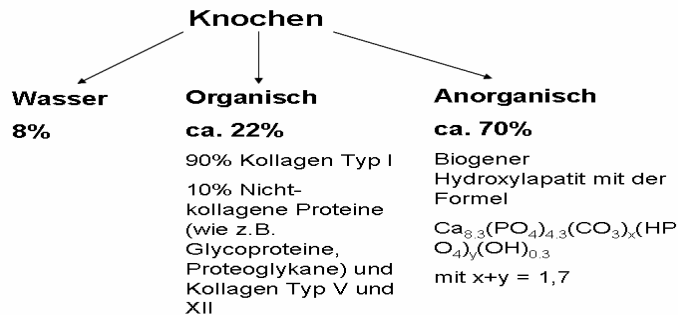 Knochen
Wasser
8%
Organisch
ca. 22%
90% Kollagen Typ I
10% Nicht-
kollagene Proteine
(wie z.B.
Glycoproteine,
Proteoglykane) und
Kollagen Typ V und
XII
Anorganisch
ca. 70%
Biogener
Hydroxylapatit mit der
Formel
Ca₈.₃(PO₄)₄.₃(CO₃)ₓ(HP
O₄)ᵧ(OH)₀.₃
mit x+y = 1,7